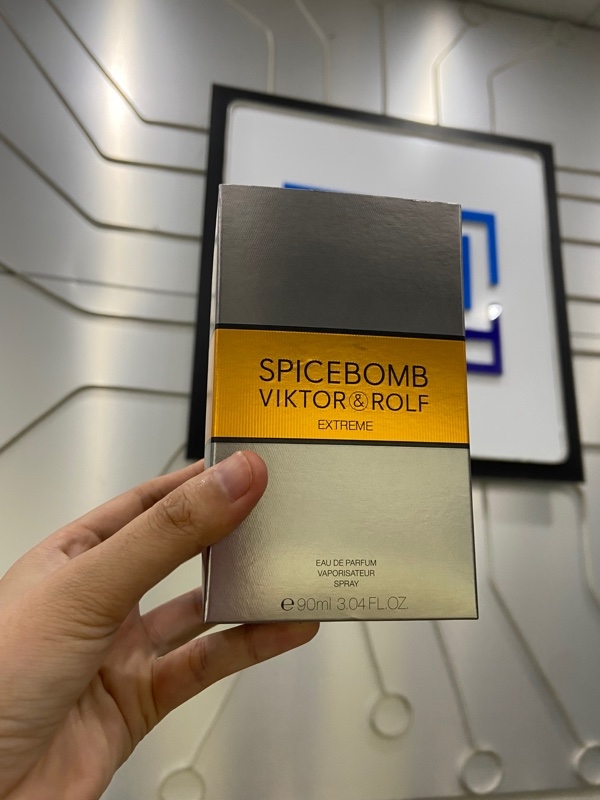 SPICEBOMB
VIKTOR&ROLF
EXTREME
EAU DE PARFUM
VAPORISATEUR
SPRAY
e 90ml 3.04 FL.OZ.